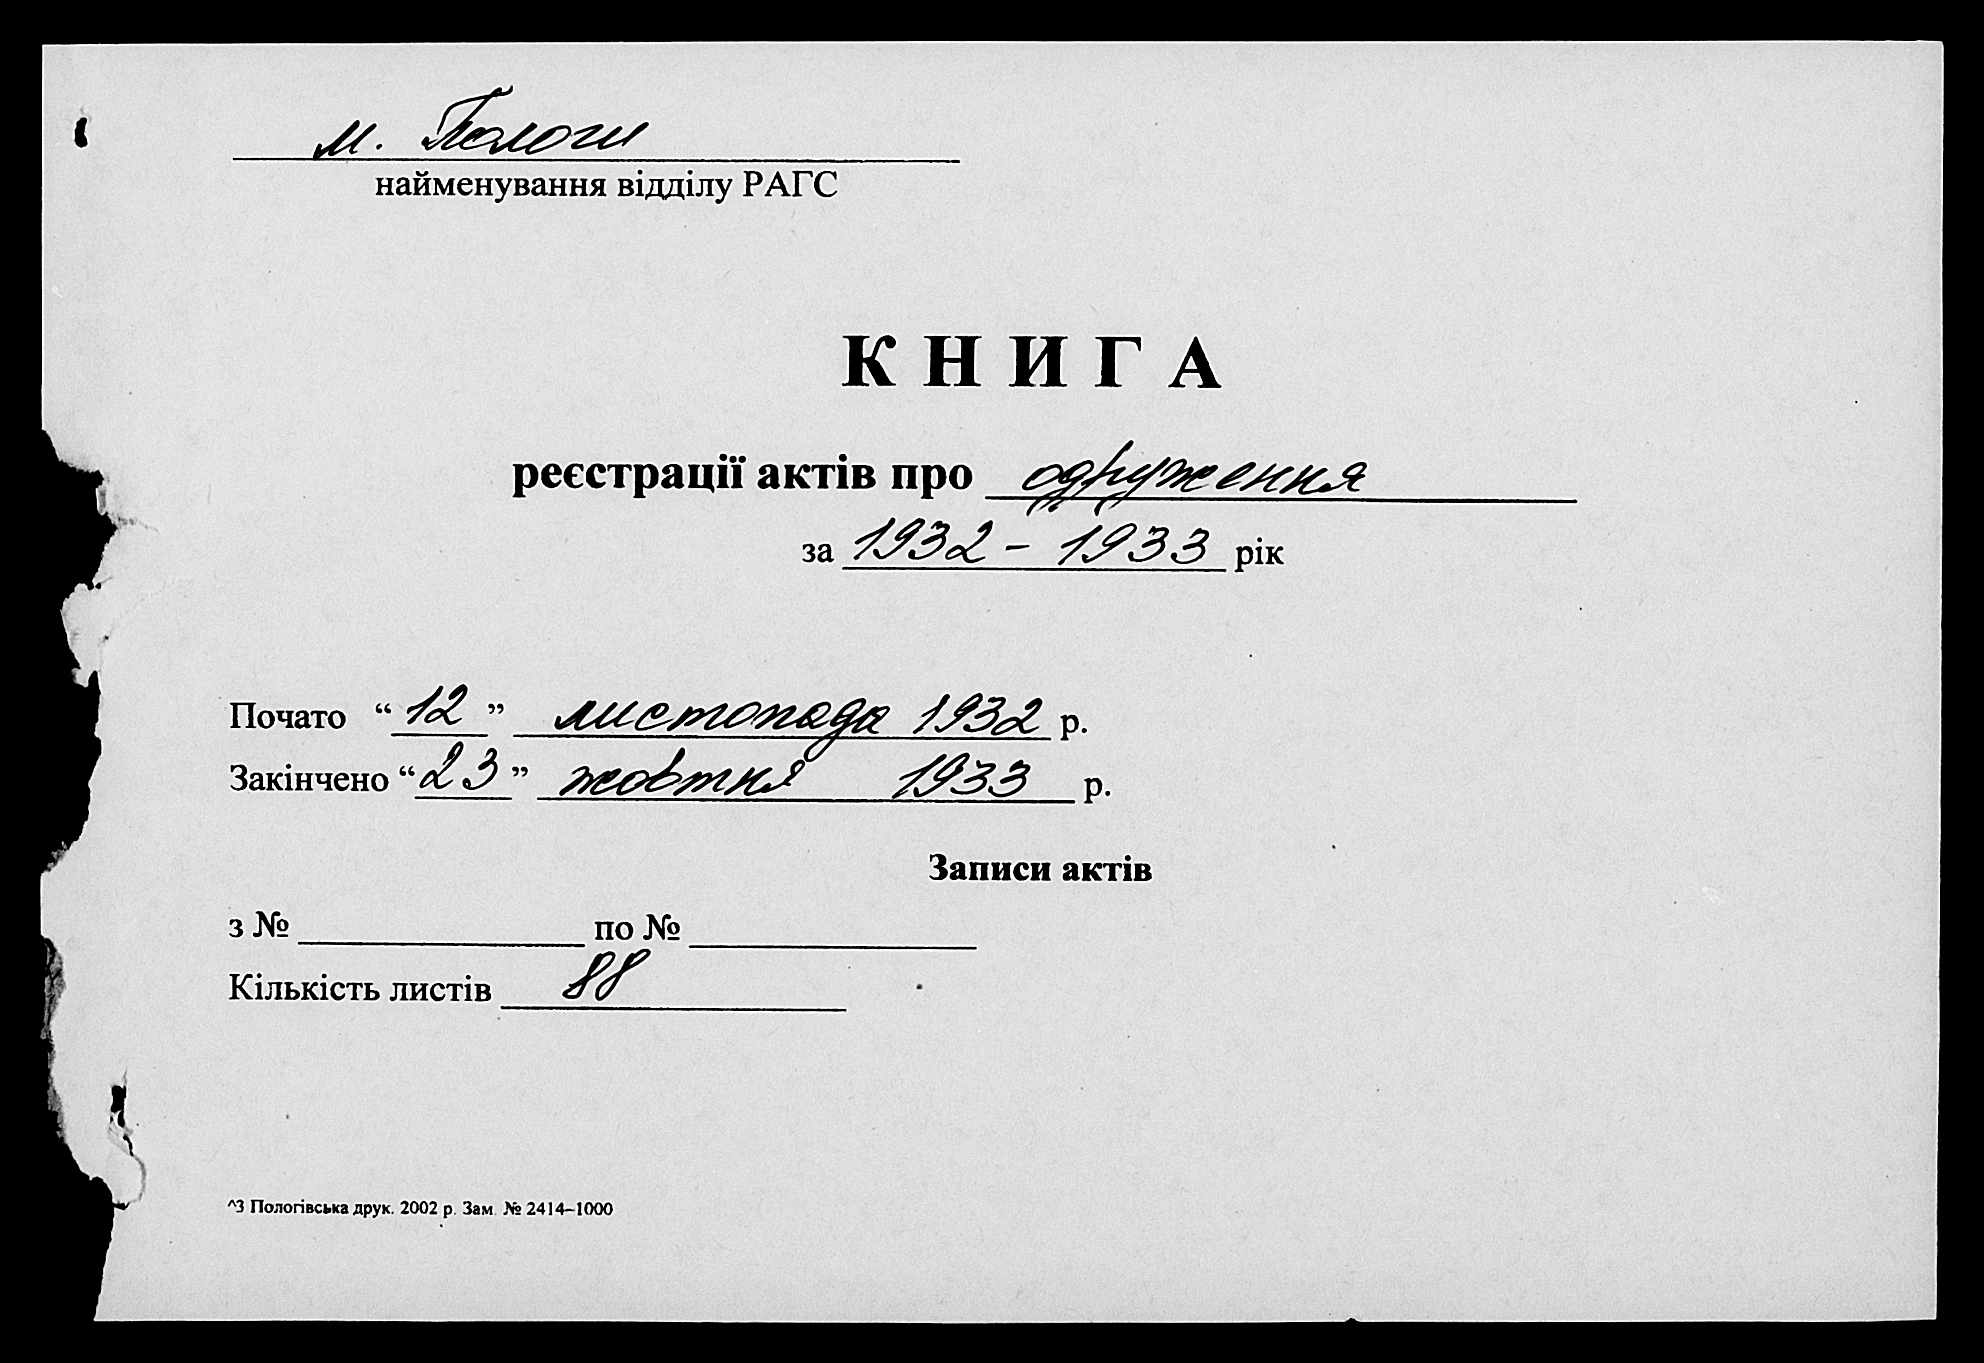 м. Пологи
найменування відділу РАГС
КНИГА
реєстрації актів про одруження
за 1932 - 1933 рік
Почато “ 12 ” листопада 1932 р.
Закінчено “ 23 ” жовтня 1933 р.
Записи актів
з № по №
Кількість листів 88
^З Пологівська друк. 2002 р. Зам. № 2414–1000